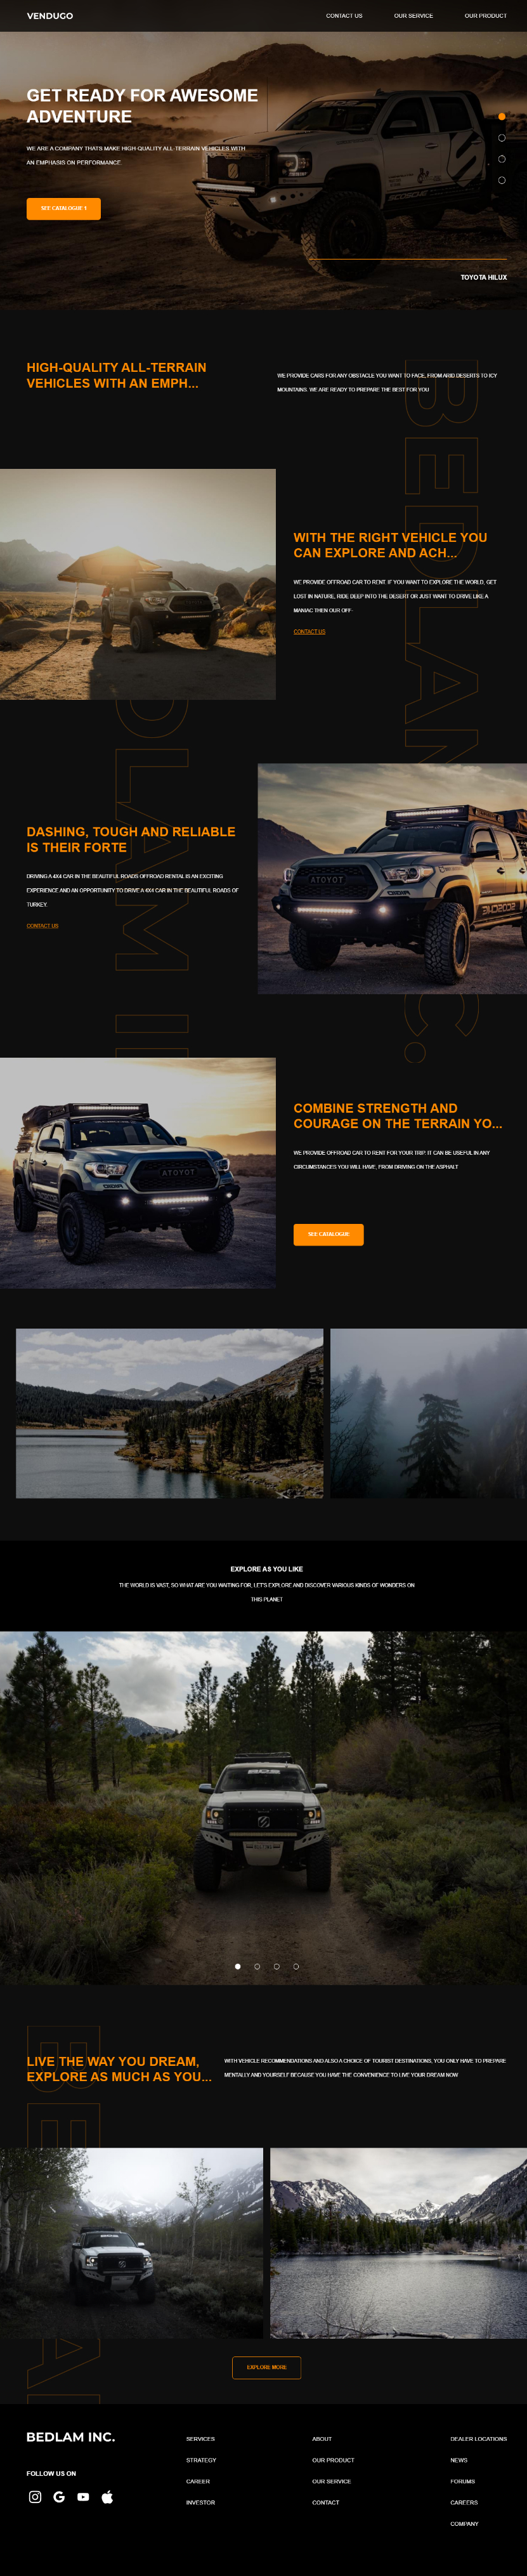 VENDUGO
CONTACT US
OUR SERVICE
OUR PRODUCT
GET READY FOR AWESOME
ADVENTURE
WE ARE A COMPANY THATS MAKE HIGH-QUALITY ALL-TERRAIN VEHICLES WITH
AN EMPHASIS ON PERFORMANCE.
SEE CATALOGUE 1
TOYOTA HILUX
HIGH-QUALITY ALL-TERRAIN
VEHICLES WITH AN EMPH...
WE PROVIDE CARS FOR ANY OBSTACLE YOU WANT TO FACE, FROM ARID DESERTS TO ICY
MOUNTAINS. WE ARE READY TO PREPARE THE BEST FOR YOU
WITH THE RIGHT VEHICLE YOU
CAN EXPLORE AND ACH...
WE PROVIDE OFFROAD CAR TO RENT. IF YOU WANT TO EXPLORE THE WORLD, GET
LOST IN NATURE, RIDE DEEP INTO THE DESERT OR JUST WANT TO DRIVE LIKE A
MANIAC THEN OUR OFF-
CONTACT US
DASHING, TOUGH AND RELIABLE
IS THEIR FORTE
DRIVING A 4X4 CAR IN THE BEAUTIFUL ROADS OFFROAD RENTAL IS AN EXCITING
EXPERIENCE AND AN OPPORTUNITY TO DRIVE A 4X4 CAR IN THE BEAUTIFUL ROADS OF
TURKEY.
CONTACT US
ATOYOT
COMBINE STRENGTH AND
COURAGE ON THE TERRAIN YO...
WE PROVIDE OFFROAD CAR TO RENT FOR YOUR TRIP. IT CAN BE USEFUL IN ANY
CIRCUMSTANCES YOU WILL HAVE, FROM DRIVING ON THE ASPHALT
SEE CATALOGUE
ATOYOT
EXPLORE AS YOU LIKE
THE WORLD IS VAST, SO WHAT ARE YOU WAITING FOR, LET'S EXPLORE AND DISCOVER VARIOUS KINDS OF WONDERS ON
THIS PLANET
LIVE THE WAY YOU DREAM,
EXPLORE AS MUCH AS YOU...
WITH VEHICLE RECOMMENDATIONS AND ALSO A CHOICE OF TOURIST DESTINATIONS, YOU ONLY HAVE TO PREPARE
MENTALLY AND YOURSELF BECAUSE YOU HAVE THE CONVENIENCE TO LIVE YOUR DREAM NOW
EXPLORE MORE
BEDLAM INC.
FOLLOW US ON
SERVICES
STRATEGY
CAREER
INVESTOR
ABOUT
OUR PRODUCT
OUR SERVICE
CONTACT
DEALER LOCATIONS
NEWS
FORUMS
CAREERS
COMPANY